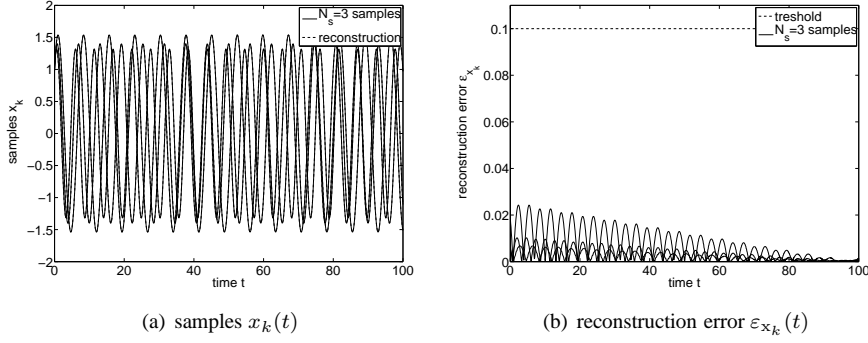 2
1.5
1
0.5
0
−0.5
−1
−1.5
−2
samples x_k
N_s=3 samples
reconstruction
0 20 40 60 80 100
time t
(a) samples x_k(t)
0.1
0.08
0.06
0.04
0.02
0
reconstruction error ε_{x_k}
treshold
N_s=3 samples
0 20 40 60 80 100
time t
(b) reconstruction error ε_{x_k}(t)